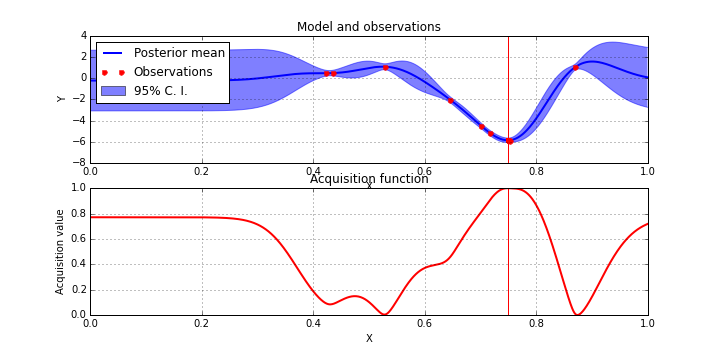 Model and observations
4
2
0
−2
−4
−6
−8
Y
Posterior mean
Observations
95% C. I.
0.0 0.2 0.4 0.6 0.8 1.0
X
Acquisition function
1.0
0.8
0.6
0.4
0.2
0.0
Acquisition value
0.0 0.2 0.4 0.6 0.8 1.0
X